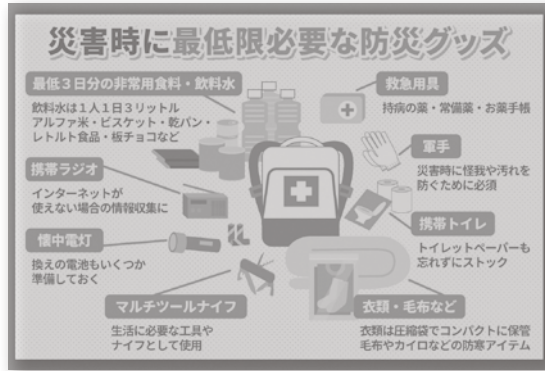 災害時に最低限必要な防災グッズ
最低3日分の非常用食料・飲料水
飲料水は1人1日3リットル
アルファ米・ビスケット・乾パン・
レトルト食品・板チョコなど
救急用具
持病の薬・常備薬・お薬手帳
軍手
災害時に怪我や汚れを
防ぐために必須
携帯ラジオ
インターネットが
使えない場合の情報収集に
携帯トイレ
トイレットペーパーも
忘れずにストック
懐中電灯
換えの電池もいくつか
準備しておく
マルチツールナイフ
生活に必要な工具や
ナイフとして使用
衣類・毛布など
衣類は圧縮袋でコンパクトに保管
毛布やカイロなどの防寒アイテム